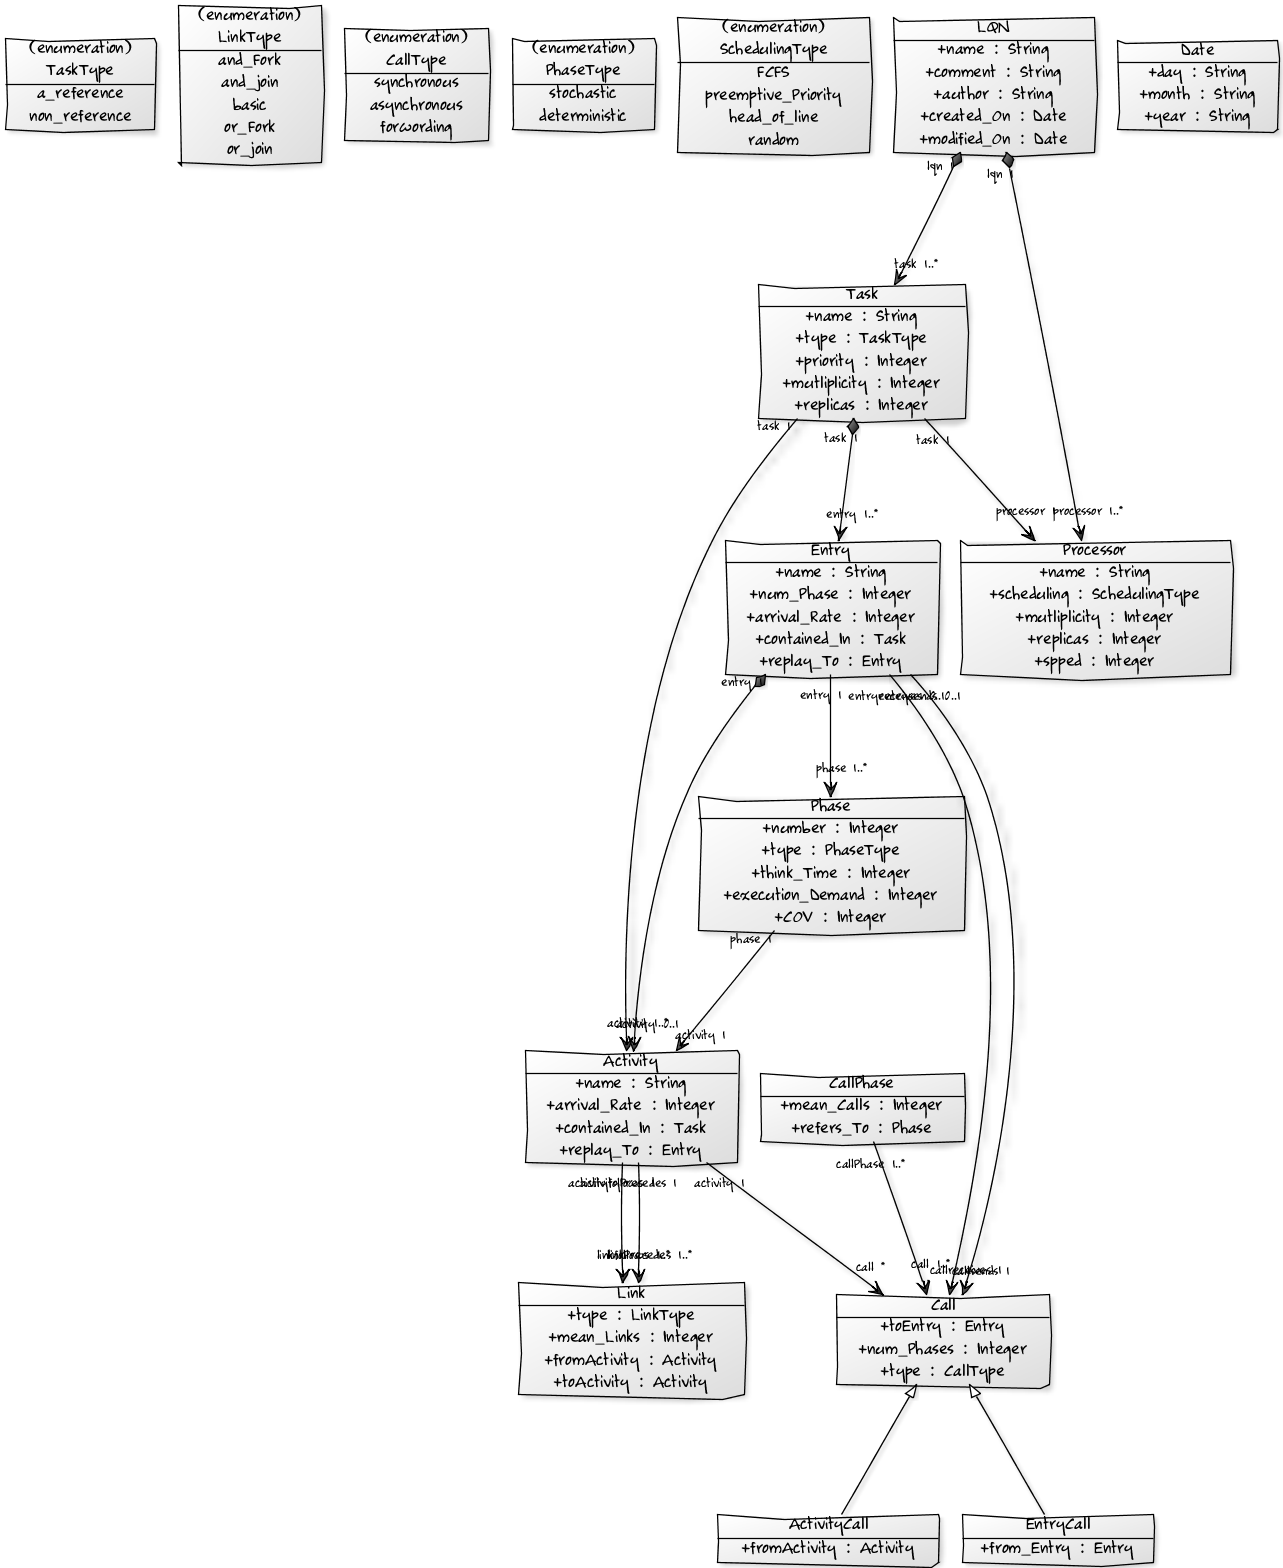 (enumeration)
TaskType
a_reference
non_reference
(enumeration)
LinkType
and_Fork
and_join
basic
or_Fork
or_join
(enumeration)
CallType
synchronous
asynchronous
forwording
(enumeration)
PhaseType
stochastic
deterministic
(enumeration)
SchedulingType
FCFS
preemptive_Priority
head_of_line
random
LQN
+name : String
+comment : String
+author : String
+created_On : Date
+modified_On : Date
Date
+day : String
+month : String
+year : String
lqn 1
lqn 1
task 1..*
Task
+name : String
+type : TaskType
+priority : Integer
+mutliplicity : Integer
+replicas : Integer
task 1
task 1
task 1
entry 1..*
processor
processor 1..*
Entry
+name : String
+num_Phase : Integer
+arrival_Rate : Integer
+contained_In : Task
+replay_To : Entry
Processor
+name : String
+scheduling : SchedulingType
+mutliplicity : Integer
+replicas : Integer
+spped : Integer
entry
entry 1
phase 1..*
Phase
+number : Integer
+type : PhaseType
+think_Time : Integer
+execution_Demand : Integer
+COV : Integer
phase 1
activity 1
Activity
+name : String
+arrival_Rate : Integer
+contained_In : Task
+replay_To : Entry
CallPhase
+mean_Calls : Integer
+refers_To : Phase
callPhase 1..*
activity 1
call *
call 1..*
Link
+type : LinkType
+mean_Links : Integer
+fromActivity : Activity
+toActivity : Activity
Call
+toEntry : Entry
+num_Phases : Integer
+type : CallType
ActivityCall
+fromActivity : Activity
EntryCall
+from_Entry : Entry